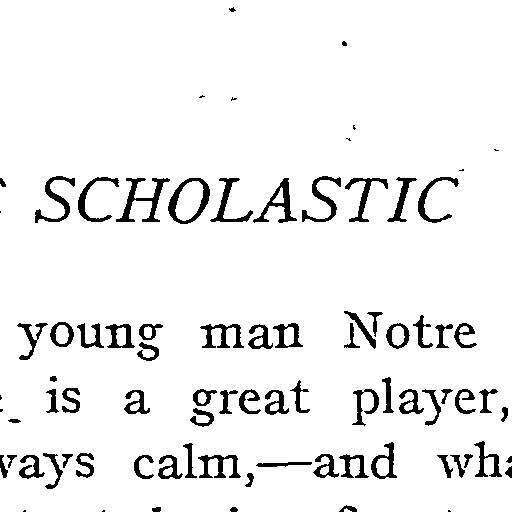 SCHOLASTIC
young man Notre
is a great player,
ways calm,—and wha